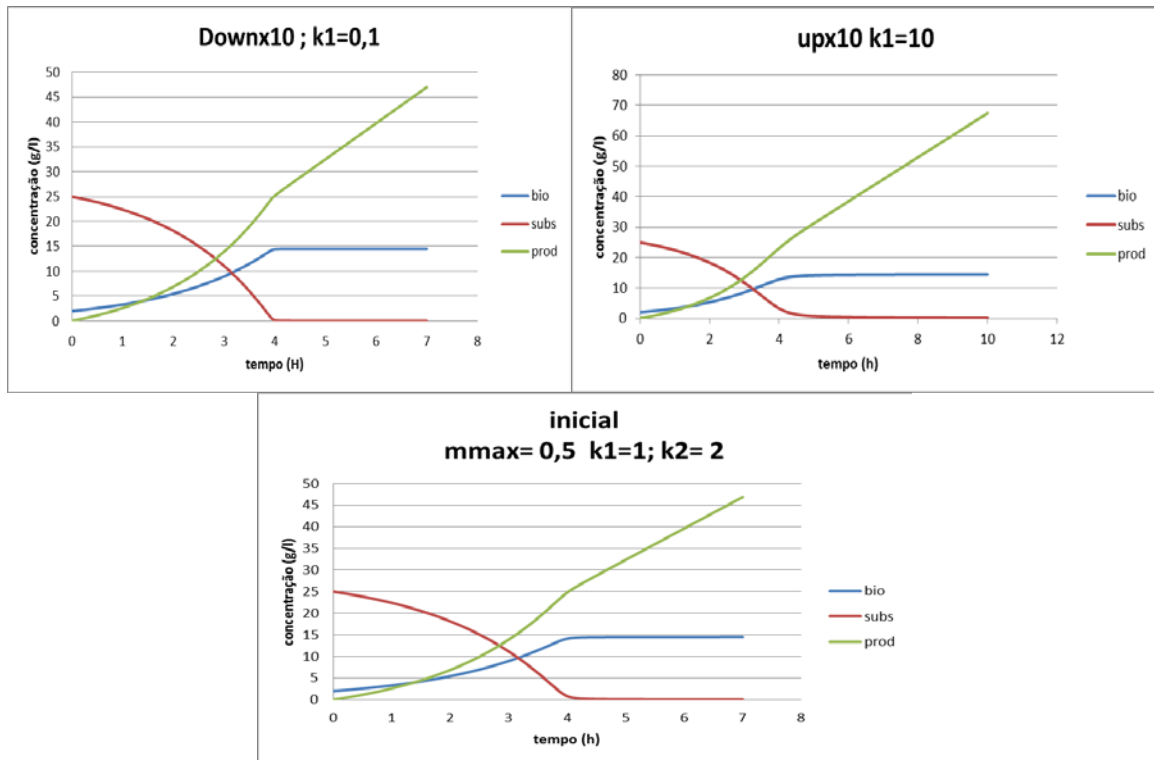 Downx10 ; k1=0,1
50
45
40
35
30
25
20
15
10
5
0
concentração (g/l)
0 1 2 3 4 5 6 7 8
tempo (H)
bio
subs
prod
upx10 k1=10
80
70
60
50
40
30
20
10
0
concentração (g/l)
0 2 4 6 8 10 12
tempo (h)
bio
subs
prod
inicial
mmax= 0,5 k1=1; k2= 2
50
45
40
35
30
25
20
15
10
5
0
concentração (g/l)
0 1 2 3 4 5 6 7 8
tempo (h)
bio
subs
prod